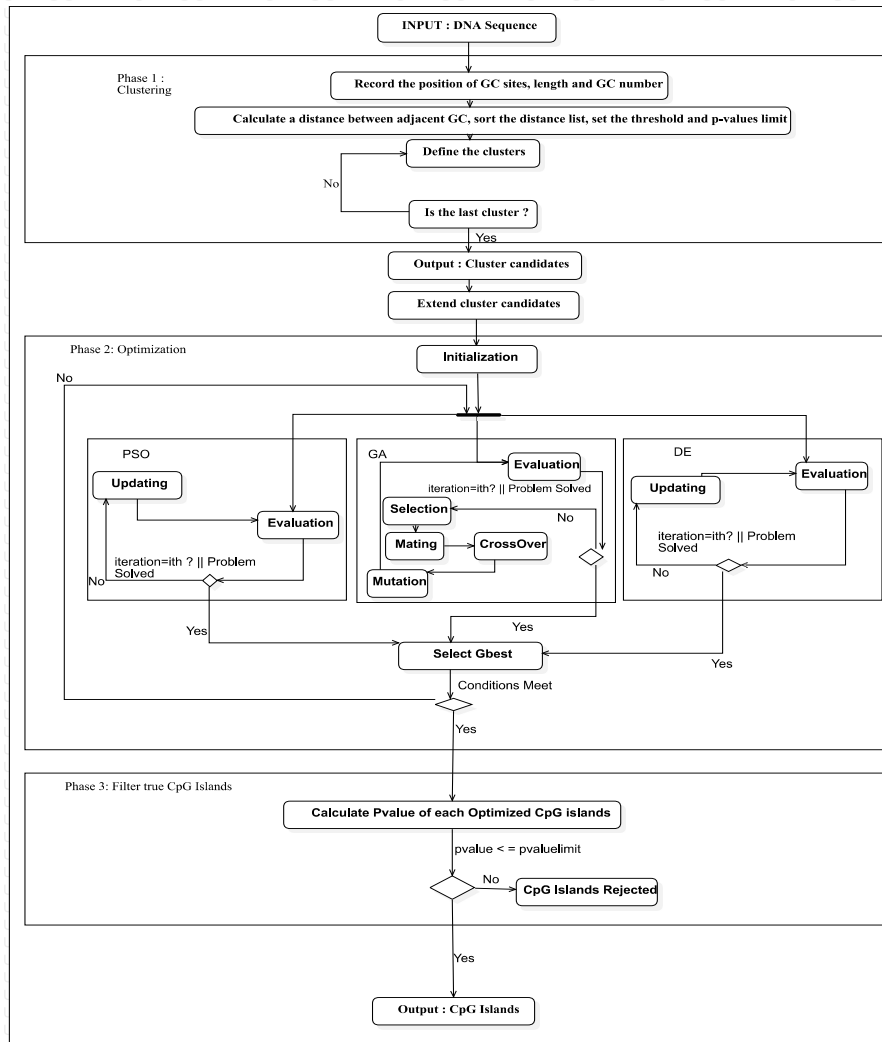 INPUT : DNA Sequence
Phase 1 :
Clustering
Record the position of GC sites, length and GC number
Calculate a distance between adjacent GC, sort the distance list, set the threshold and p-values limit
Define the clusters
No
Is the last cluster ?
Yes
Output : Cluster candidates
Extend cluster candidates
Phase 2: Optimization
Initialization
No
PSO
Updating
Evaluation
iteration=ith ? || Problem
Solved
No
Yes
GA
Evaluation
iteration=ith? || Problem Solved
Selection
No
Mating
CrossOver
Mutation
Yes
DE
Evaluation
Updating
iteration=ith? || Problem
Solved
No
Yes
Select Gbest
Conditions Meet
Yes
Phase 3: Filter true CpG Islands
Calculate Pvalue of each Optimized CpG islands
pvalue < = pvaluelimit
No
CpG Islands Rejected
Yes
Output : CpG Islands